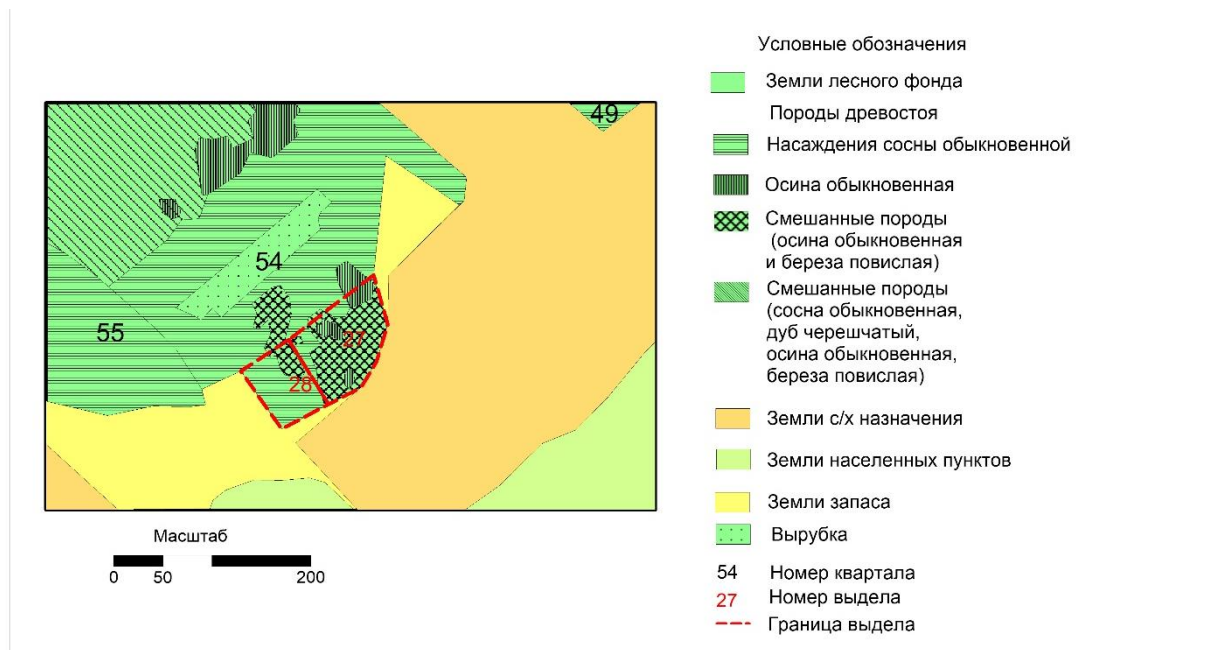 Условные обозначения
Земли лесного фонда
Породы древостоя
Насаждения сосны обыкновенной
Осина обыкновенная
Смешанные породы
(осина обыкновенная
и береза повислая)
Смешанные породы
(сосна обыкновенная,
дуб черешчатый,
осина обыкновенная,
береза повислая)
Земли с/х назначения
Земли населенных пунктов
Земли запаса
Вырубка
54 Номер квартала
27 Номер выдела
Граница выдела
49
54
55
27
28
Масштаб
0 50 200